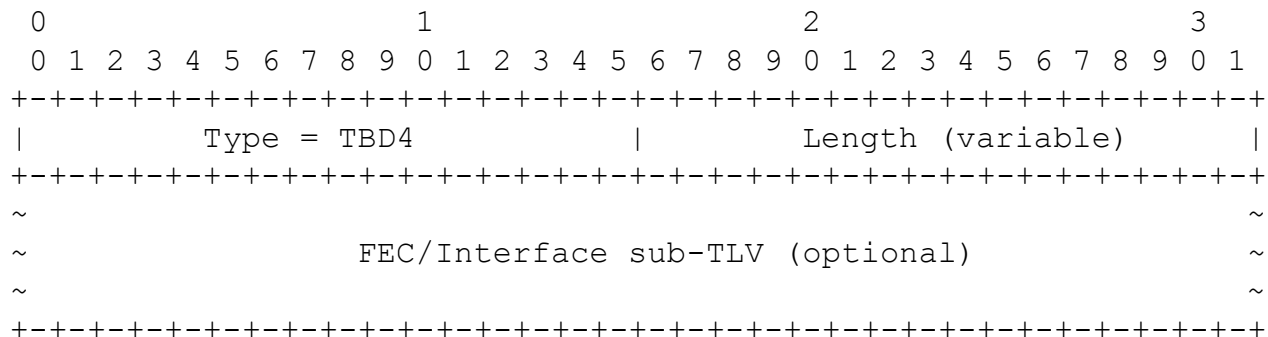 0                   1                   2                   3
 0 1 2 3 4 5 6 7 8 9 0 1 2 3 4 5 6 7 8 9 0 1 2 3 4 5 6 7 8 9 0 1
+-+-+-+-+-+-+-+-+-+-+-+-+-+-+-+-+-+-+-+-+-+-+-+-+-+-+-+-+-+-+-+-+
|         Type = TBD4           |        Length (variable)      |
+-+-+-+-+-+-+-+-+-+-+-+-+-+-+-+-+-+-+-+-+-+-+-+-+-+-+-+-+-+-+-+-+
~                                                               ~
~                 FEC/Interface sub-TLV (optional)              ~
~                                                               ~
+-+-+-+-+-+-+-+-+-+-+-+-+-+-+-+-+-+-+-+-+-+-+-+-+-+-+-+-+-+-+-+-+